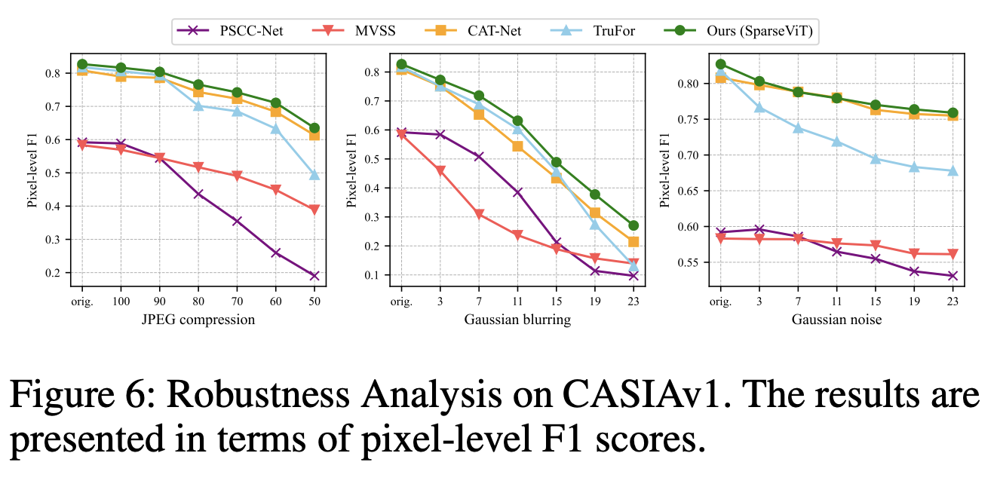 PSCC-Net MVSS CAT-Net TruFor Ours (SparseViT)
Pixel-level F1
0.8
0.7
0.6
0.5
0.4
0.3
0.2
orig. 100 90 80 70 60 50
JPEG compression
Pixel-level F1
0.8
0.7
0.6
0.5
0.4
0.3
0.2
0.1
orig. 3 7 11 15 19 23
Gaussian blurring
Pixel-level F1
0.80
0.75
0.70
0.65
0.60
0.55
orig. 3 7 11 15 19 23
Gaussian noise
Figure 6: Robustness Analysis on CASIAv1. The results are
presented in terms of pixel-level F1 scores.